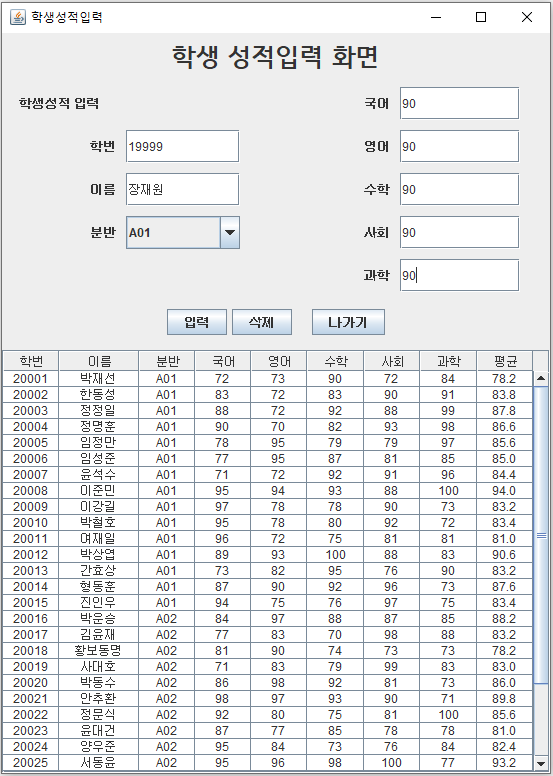 학생성적입력
학생 성적입력 화면
학생성적 입력
국어 90
학번 19999
영어 90
이름 장재원
수학 90
분반 A01
사회 90
과학 90
입력 삭제 나가기
학번 이름 분반 국어 영어 수학 사회 과학 평균
20001 박재선 A01 72 73 90 72 84 78.2
20002 한동성 A01 83 72 83 90 91 83.8
20003 정정일 A01 88 72 92 88 99 87.8
20004 정명훈 A01 90 70 82 93 98 86.6
20005 임정만 A01 78 95 79 79 97 85.6
20006 임성준 A01 77 95 87 81 85 85.0
20007 윤석수 A01 71 72 92 91 96 84.4
20008 이준민 A01 95 94 93 88 100 94.0
20009 이강길 A01 97 78 78 90 73 83.2
20010 박철호 A01 95 78 80 92 72 83.4
20011 여재일 A01 96 72 75 81 81 81.0
20012 박상엽 A01 89 93 100 88 83 90.6
20013 간효상 A01 73 82 95 76 90 83.2
20014 형동훈 A01 87 90 92 96 73 87.6
20015 진인우 A01 94 75 76 97 75 83.4
20016 박운승 A02 84 97 88 87 85 88.2
20017 김윤재 A02 77 83 70 98 88 83.2
20018 황보동명 A02 81 90 74 73 73 78.2
20019 사대호 A02 71 83 79 99 83 83.0
20020 박동수 A02 86 98 92 81 73 86.0
20021 안추환 A02 98 97 93 90 71 89.8
20022 정문식 A02 92 80 75 81 100 85.6
20023 윤대건 A02 87 77 85 78 78 81.0
20024 양우준 A02 95 84 73 76 84 82.4
20025 서동윤 A02 95 96 98 100 77 93.2